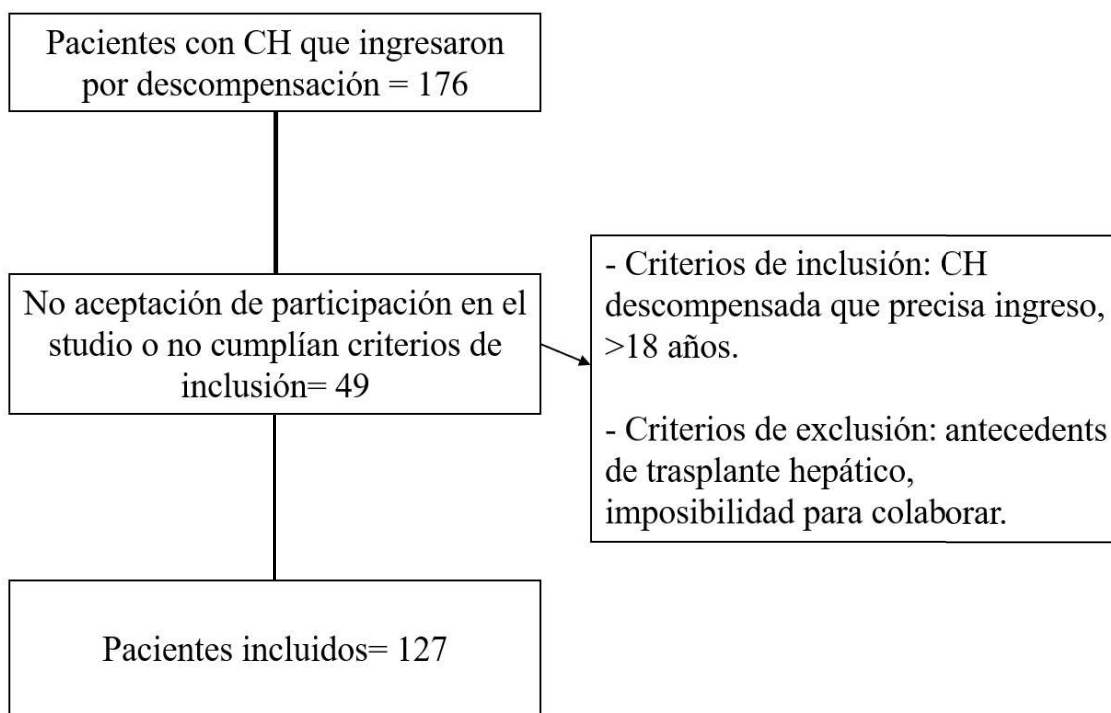 Pacientes con CH que ingresaron
por descompensación = 176
No aceptación de participación en el
studio o no cumplían criterios de
inclusión= 49
- Criterios de inclusión: CH
descompensada que precisa ingreso,
>18 años.
- Criterios de exclusión: antecedents
de trasplante hepático,
imposibilidad para colaborar.
Pacientes incluidos= 127